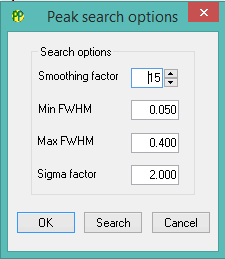 Peak search options
Search options
Smoothing factor 15
Min FWHM 0.050
Max FWHM 0.400
Sigma factor 2.000
OK Search Cancel